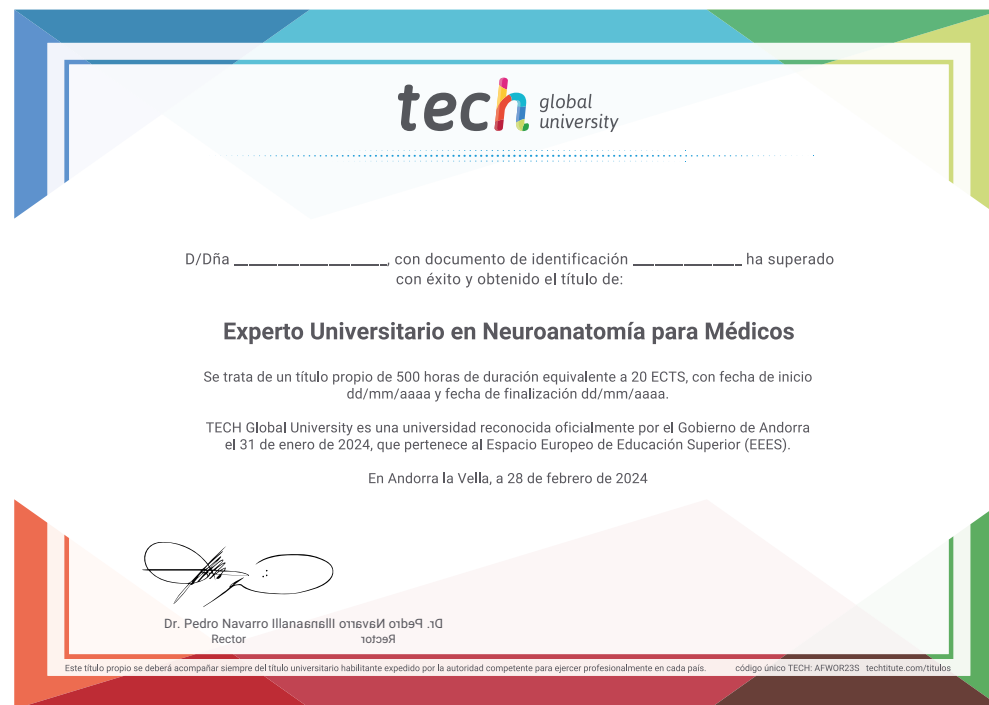 tech global university
D/Dña ______________, con documento de identificación __________ ha superado
con éxito y obtenido el título de:
Experto Universitario en Neuroanatomía para Médicos
Se trata de un título propio de 500 horas de duración equivalente a 20 ECTS, con fecha de inicio
dd/mm/aaaa y fecha de finalización dd/mm/aaaa.
TECH Global University es una universidad reconocida oficialmente por el Gobierno de Andorra
el 31 de enero de 2024, que pertenece al Espacio Europeo de Educación Superior (EEES).
En Andorra la Vella, a 28 de febrero de 2024
Dr. Pedro Navarro Illana
Rector
Este título propio se deberá acompañar siempre del título universitario habilitante expedido por la autoridad competente para ejercer profesionalmente en cada país. código único TECH: AFWOR23S techtitute.com/titulos